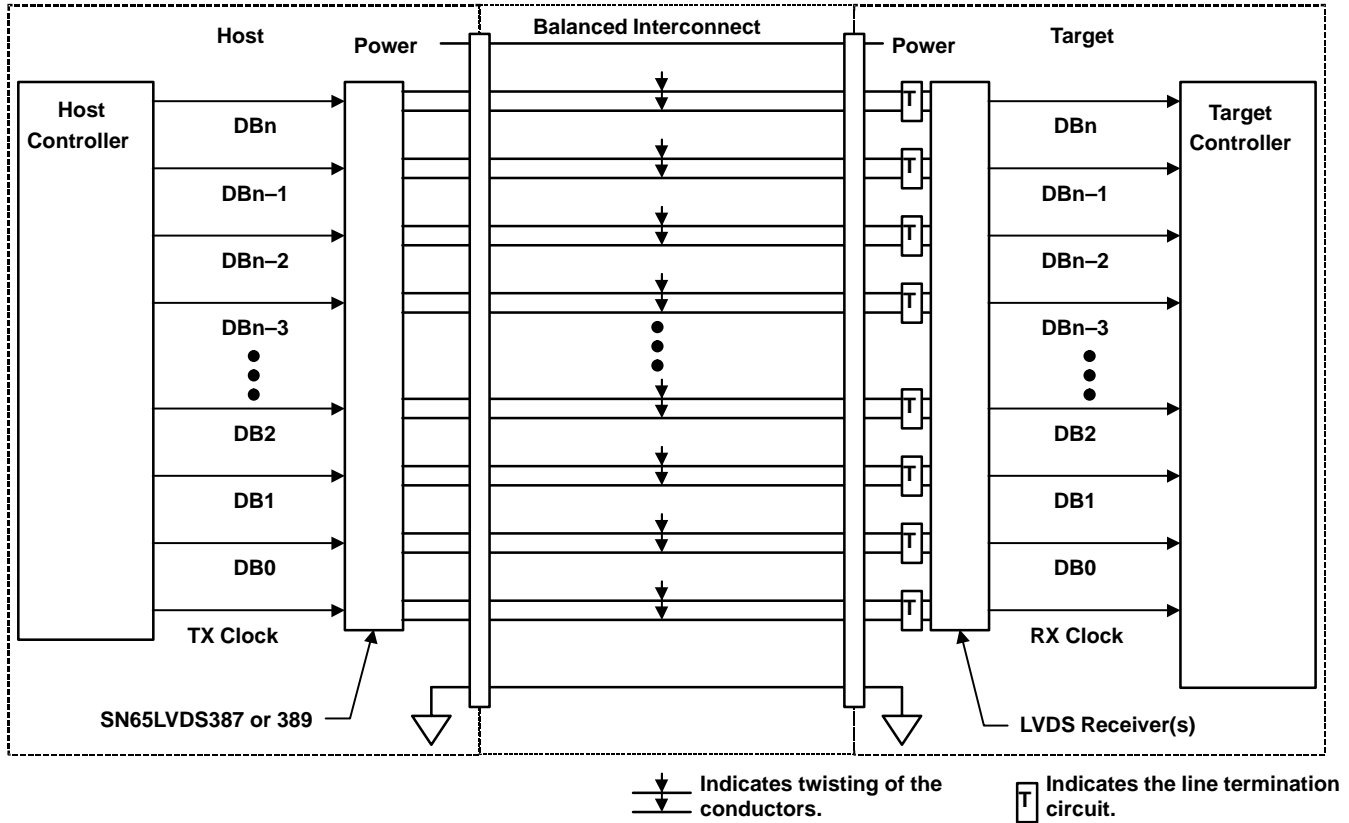 Host
Power
Balanced Interconnect
Power
Target
Host
Controller
DBn
DBn–1
DBn–2
DBn–3
DB2
DB1
DB0
TX Clock
T
T
T
T
T
T
T
T
DBn
DBn–1
DBn–2
DBn–3
DB2
DB1
DB0
RX Clock
Target
Controller
SN65LVDS387 or 389
LVDS Receiver(s)
Indicates twisting of the
conductors.
T
Indicates the line termination
circuit.